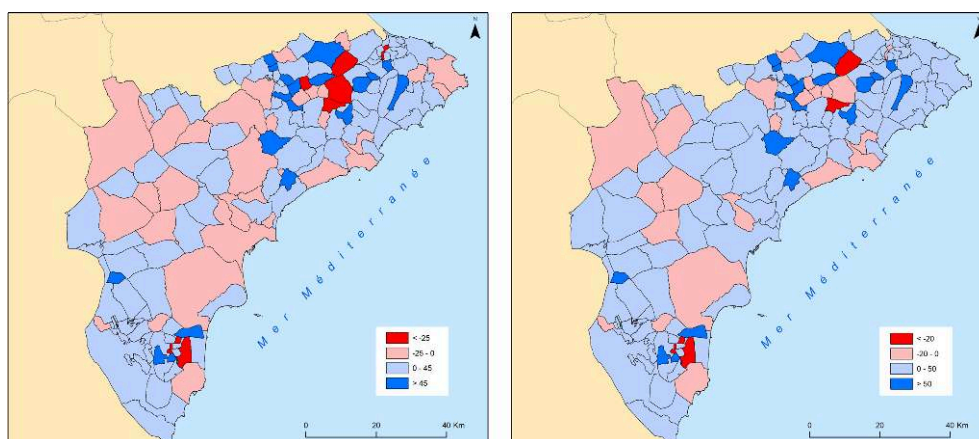 N
Mer Méditerranée
< -25
-25 - 0
0 - 45
> 45
0 20 40 Km
N
Mer Méditerranée
< -20
-20 - 0
0 - 50
> 50
0 20 40 Km